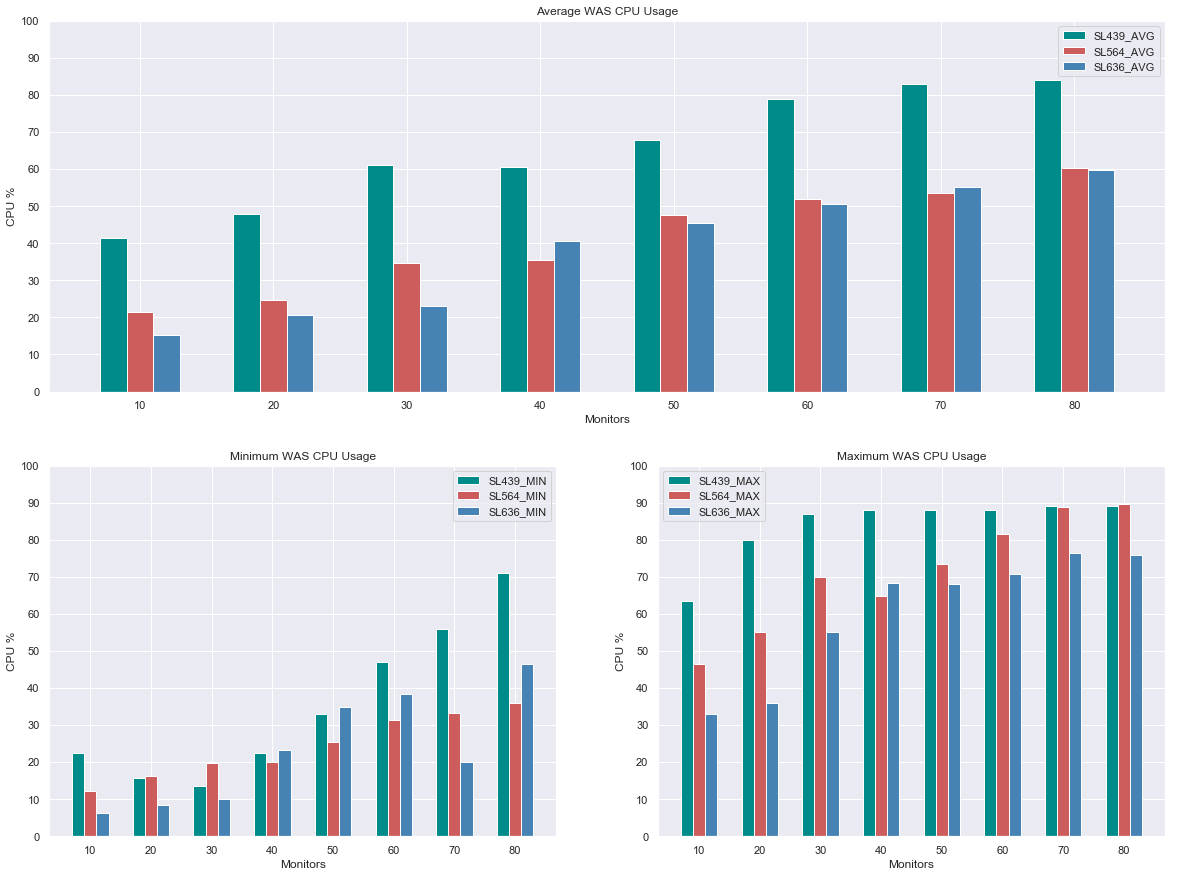 Average WAS CPU Usage
100
90
80
70
60
50
40
30
20
10
0
CPU %
SL439_AVG
SL564_AVG
SL636_AVG
10 20 30 40 50 60 70 80
Monitors
Minimum WAS CPU Usage
100
90
80
70
60
50
40
30
20
10
0
CPU %
SL439_MIN
SL564_MIN
SL636_MIN
10 20 30 40 50 60 70 80
Monitors
Maximum WAS CPU Usage
100
90
80
70
60
50
40
30
20
10
0
CPU %
SL439_MAX
SL564_MAX
SL636_MAX
10 20 30 40 50 60 70 80
Monitors